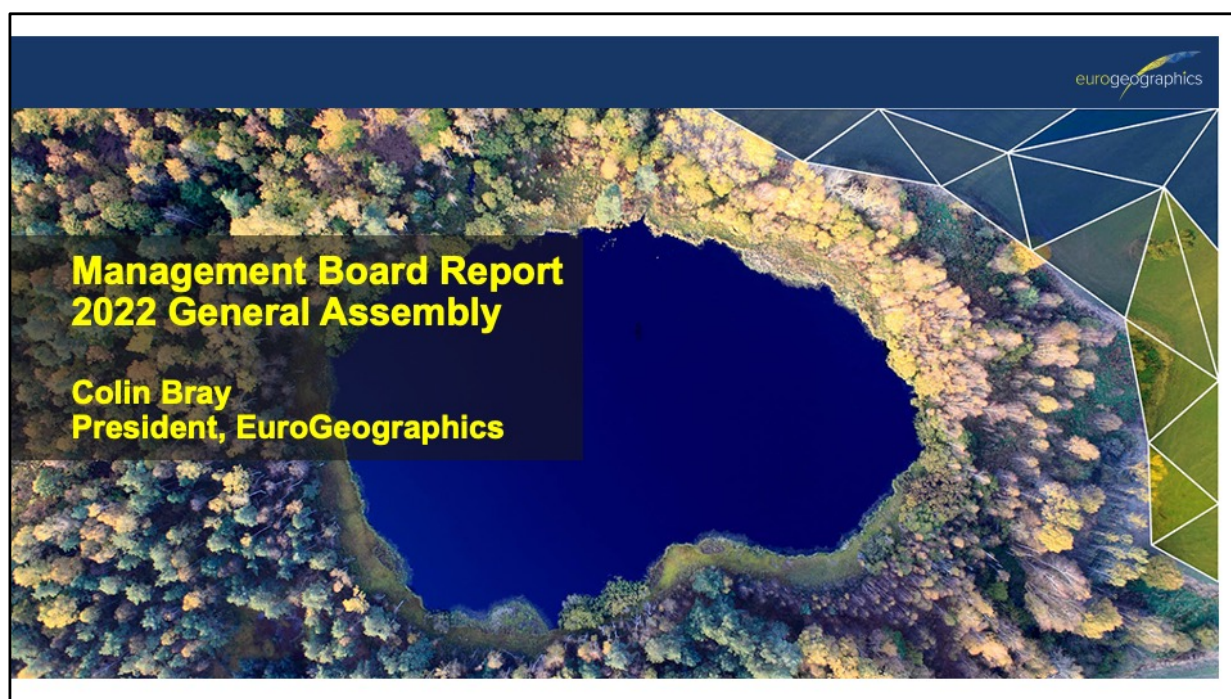 eurogeographics
Management Board Report
2022 General Assembly
Colin Bray
President, EuroGeographics